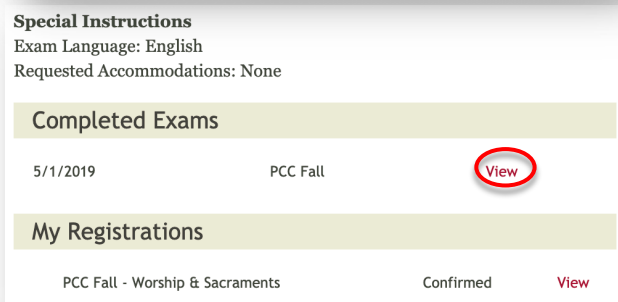 Special Instructions
Exam Language: English
Requested Accommodations: None
Completed Exams
5/1/2019 PCC Fall View
My Registrations
PCC Fall - Worship & Sacraments Confirmed View